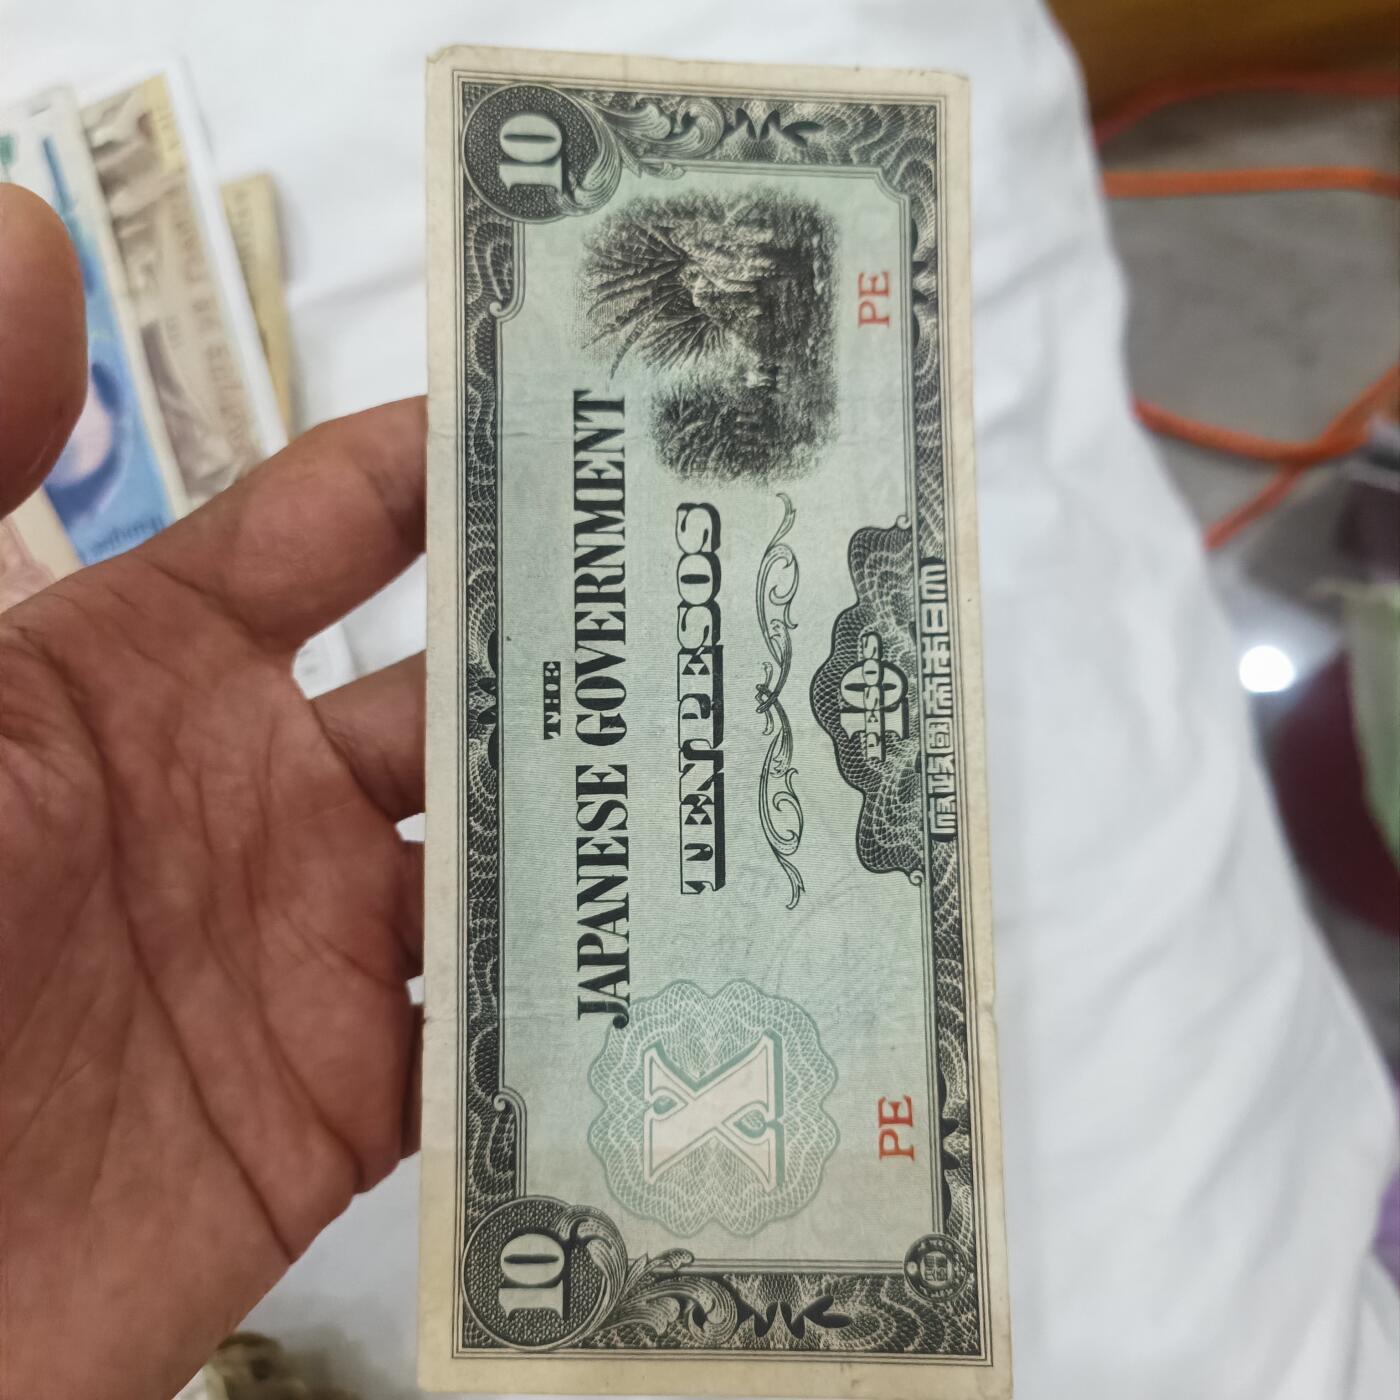 10 10
THE
JAPANESE GOVERNMENT
TEN PESOS
X
PE PE
10
PESOS
大日本帝國政府